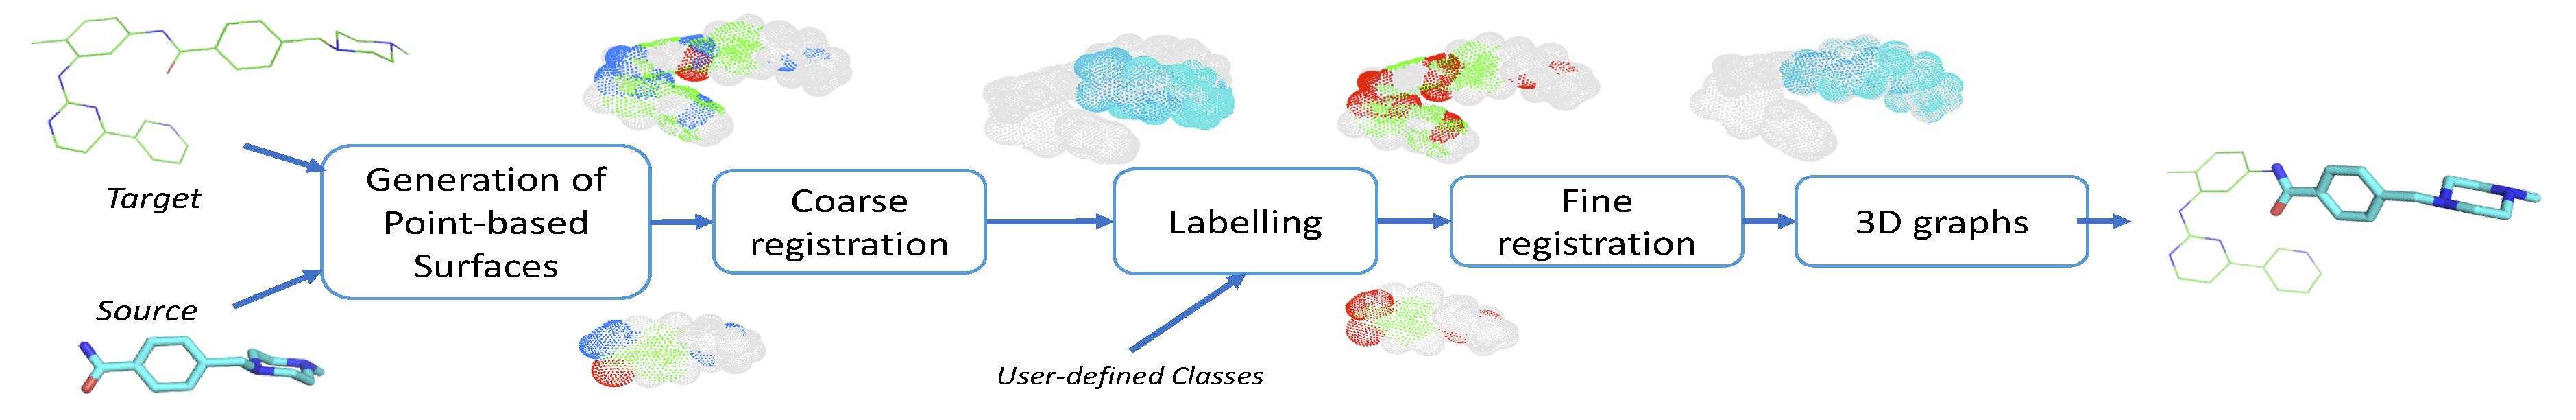 Target
Source
Generation of
Point-based
Surfaces
Coarse
registration
Labelling
User-defined Classes
Fine
registration
3D graphs